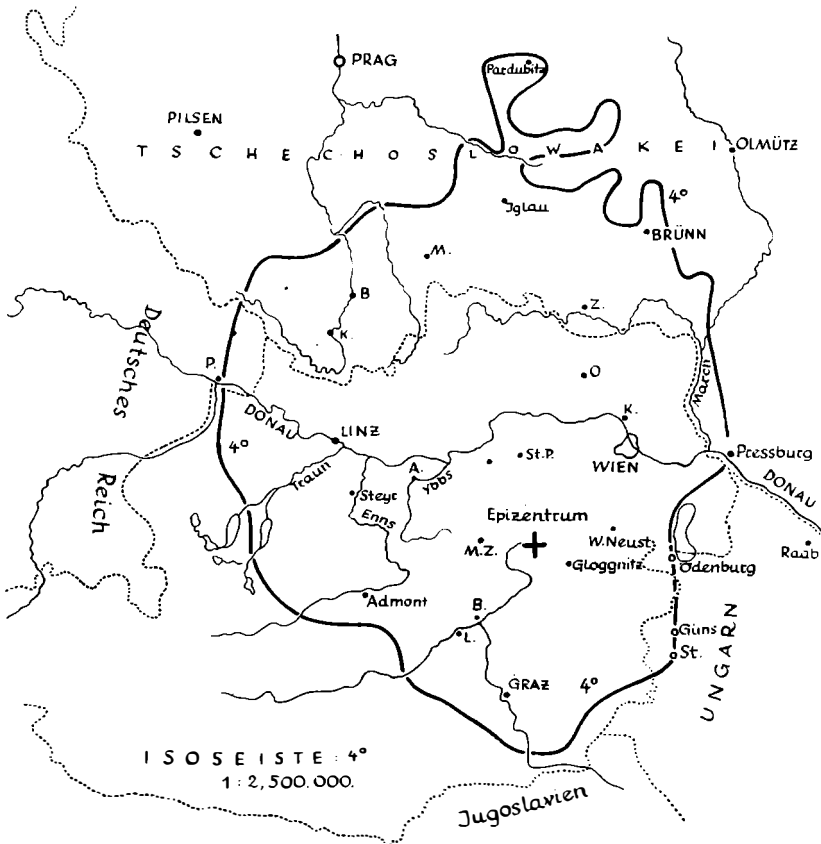 PRAG
Pardubitz
PILSEN
TSCHECHOSLOWAKEI
OLMÜTZ
Iglau
4°
BRÜNN
M.
B
K.
Z.
Deutsches
Reich
P.
O
March
DONAU
LINZ
K.
4°
WIEN
Pressburg
DONAU
Traun
A.
Ybbs
St.P.
Steyr
Enns
Epizentrum
M.Z.
W.Neust.
Gloggnitz
Ödenburg
Raab
Admont
B.
L.
Güns
St.
UNGARN
GRAZ
4°
ISOSEISTE: 4°
1:2,500.000.
Jugoslavien